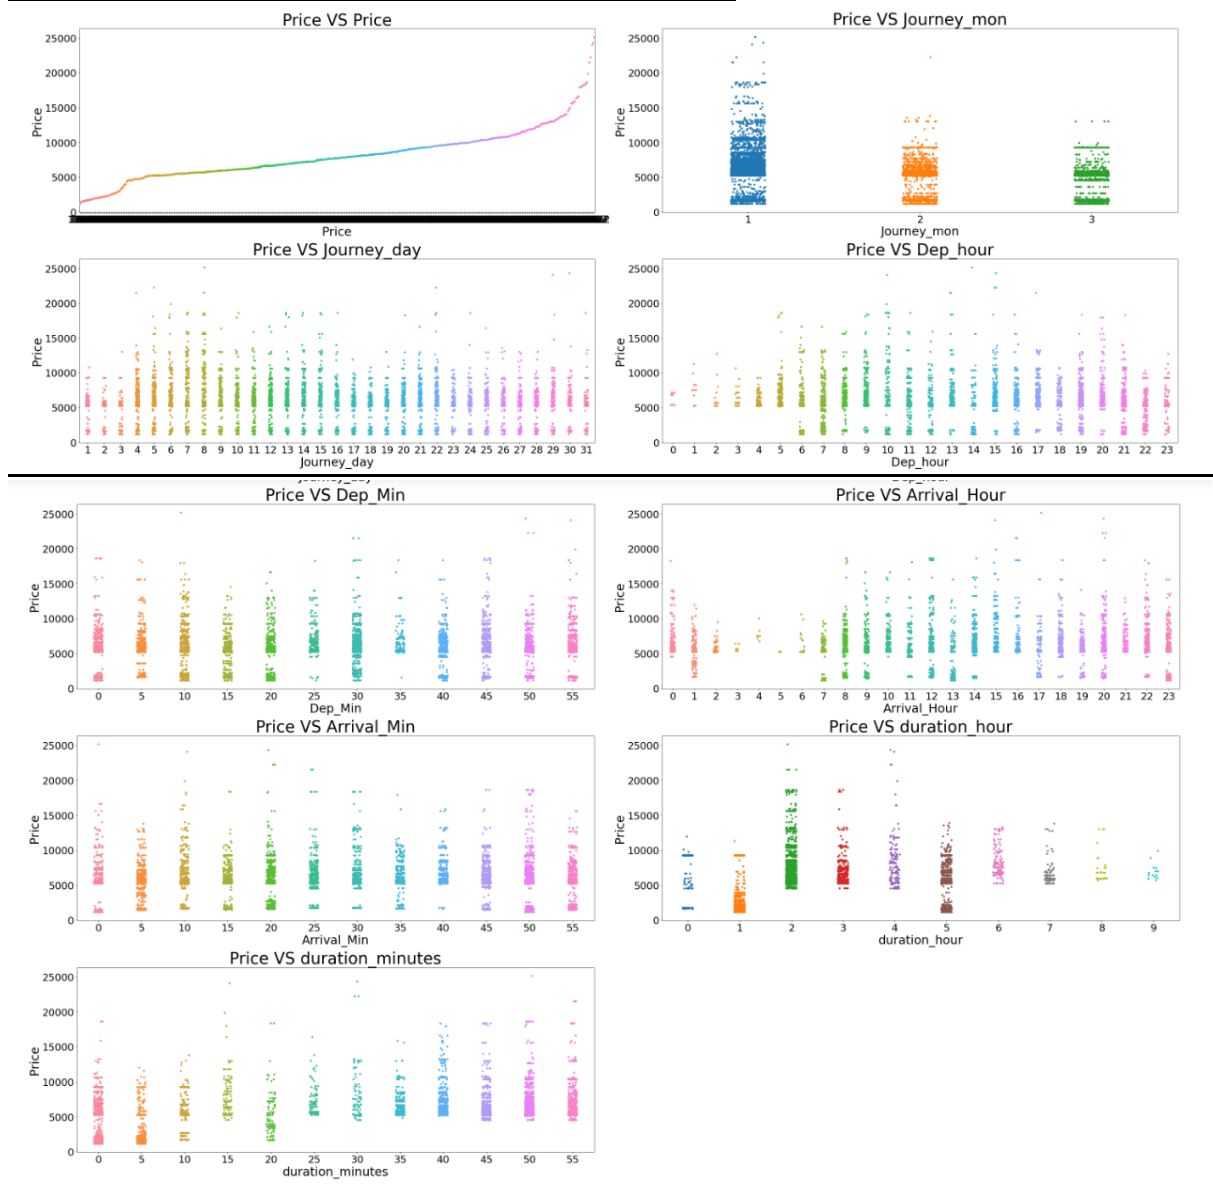 Price VS Price
Price
25000
20000
15000
10000
5000
0
Price
Price VS Journey_mon
Price
25000
20000
15000
10000
5000
0
1 2 3
Journey_mon
Price VS Journey_day
Price
25000
20000
15000
10000
5000
0
1 2 3 4 5 6 7 8 9 10 11 12 13 14 15 16 17 18 19 20 21 22 23 24 25 26 27 28 29 30 31
Journey_day
Price VS Dep_hour
Price
25000
20000
15000
10000
5000
0
0 1 2 3 4 5 6 7 8 9 10 11 12 13 14 15 16 17 18 19 20 21 22 23
Dep_hour
Price VS Dep_Min
Price
25000
20000
15000
10000
5000
0
0 5 10 15 20 25 30 35 40 45 50 55
Dep_Min
Price VS Arrival_Hour
Price
25000
20000
15000
10000
5000
0
0 1 2 3 4 5 6 7 8 9 10 11 12 13 14 15 16 17 18 19 20 21 22 23
Arrival_Hour
Price VS Arrival_Min
Price
25000
20000
15000
10000
5000
0
0 5 10 15 20 25 30 35 40 45 50 55
Arrival_Min
Price VS duration_hour
Price
25000
20000
15000
10000
5000
0
0 1 2 3 4 5 6 7 8 9
duration_hour
Price VS duration_minutes
Price
25000
20000
15000
10000
5000
0
0 5 10 15 20 25 30 35 40 45 50 55
duration_minutes